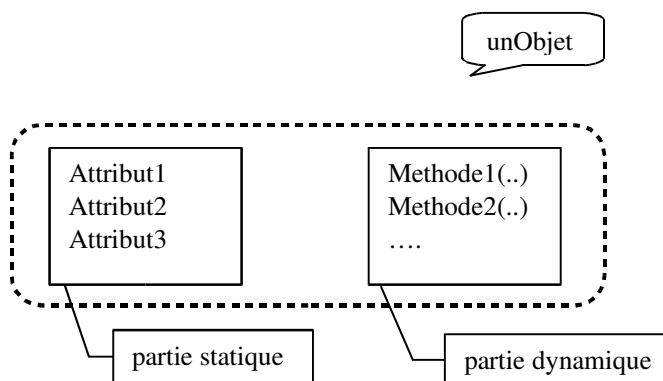 unObjet
Attribut1
Attribut2
Attribut3
Methode1(..)
Methode2(..)
….
partie statique
partie dynamique